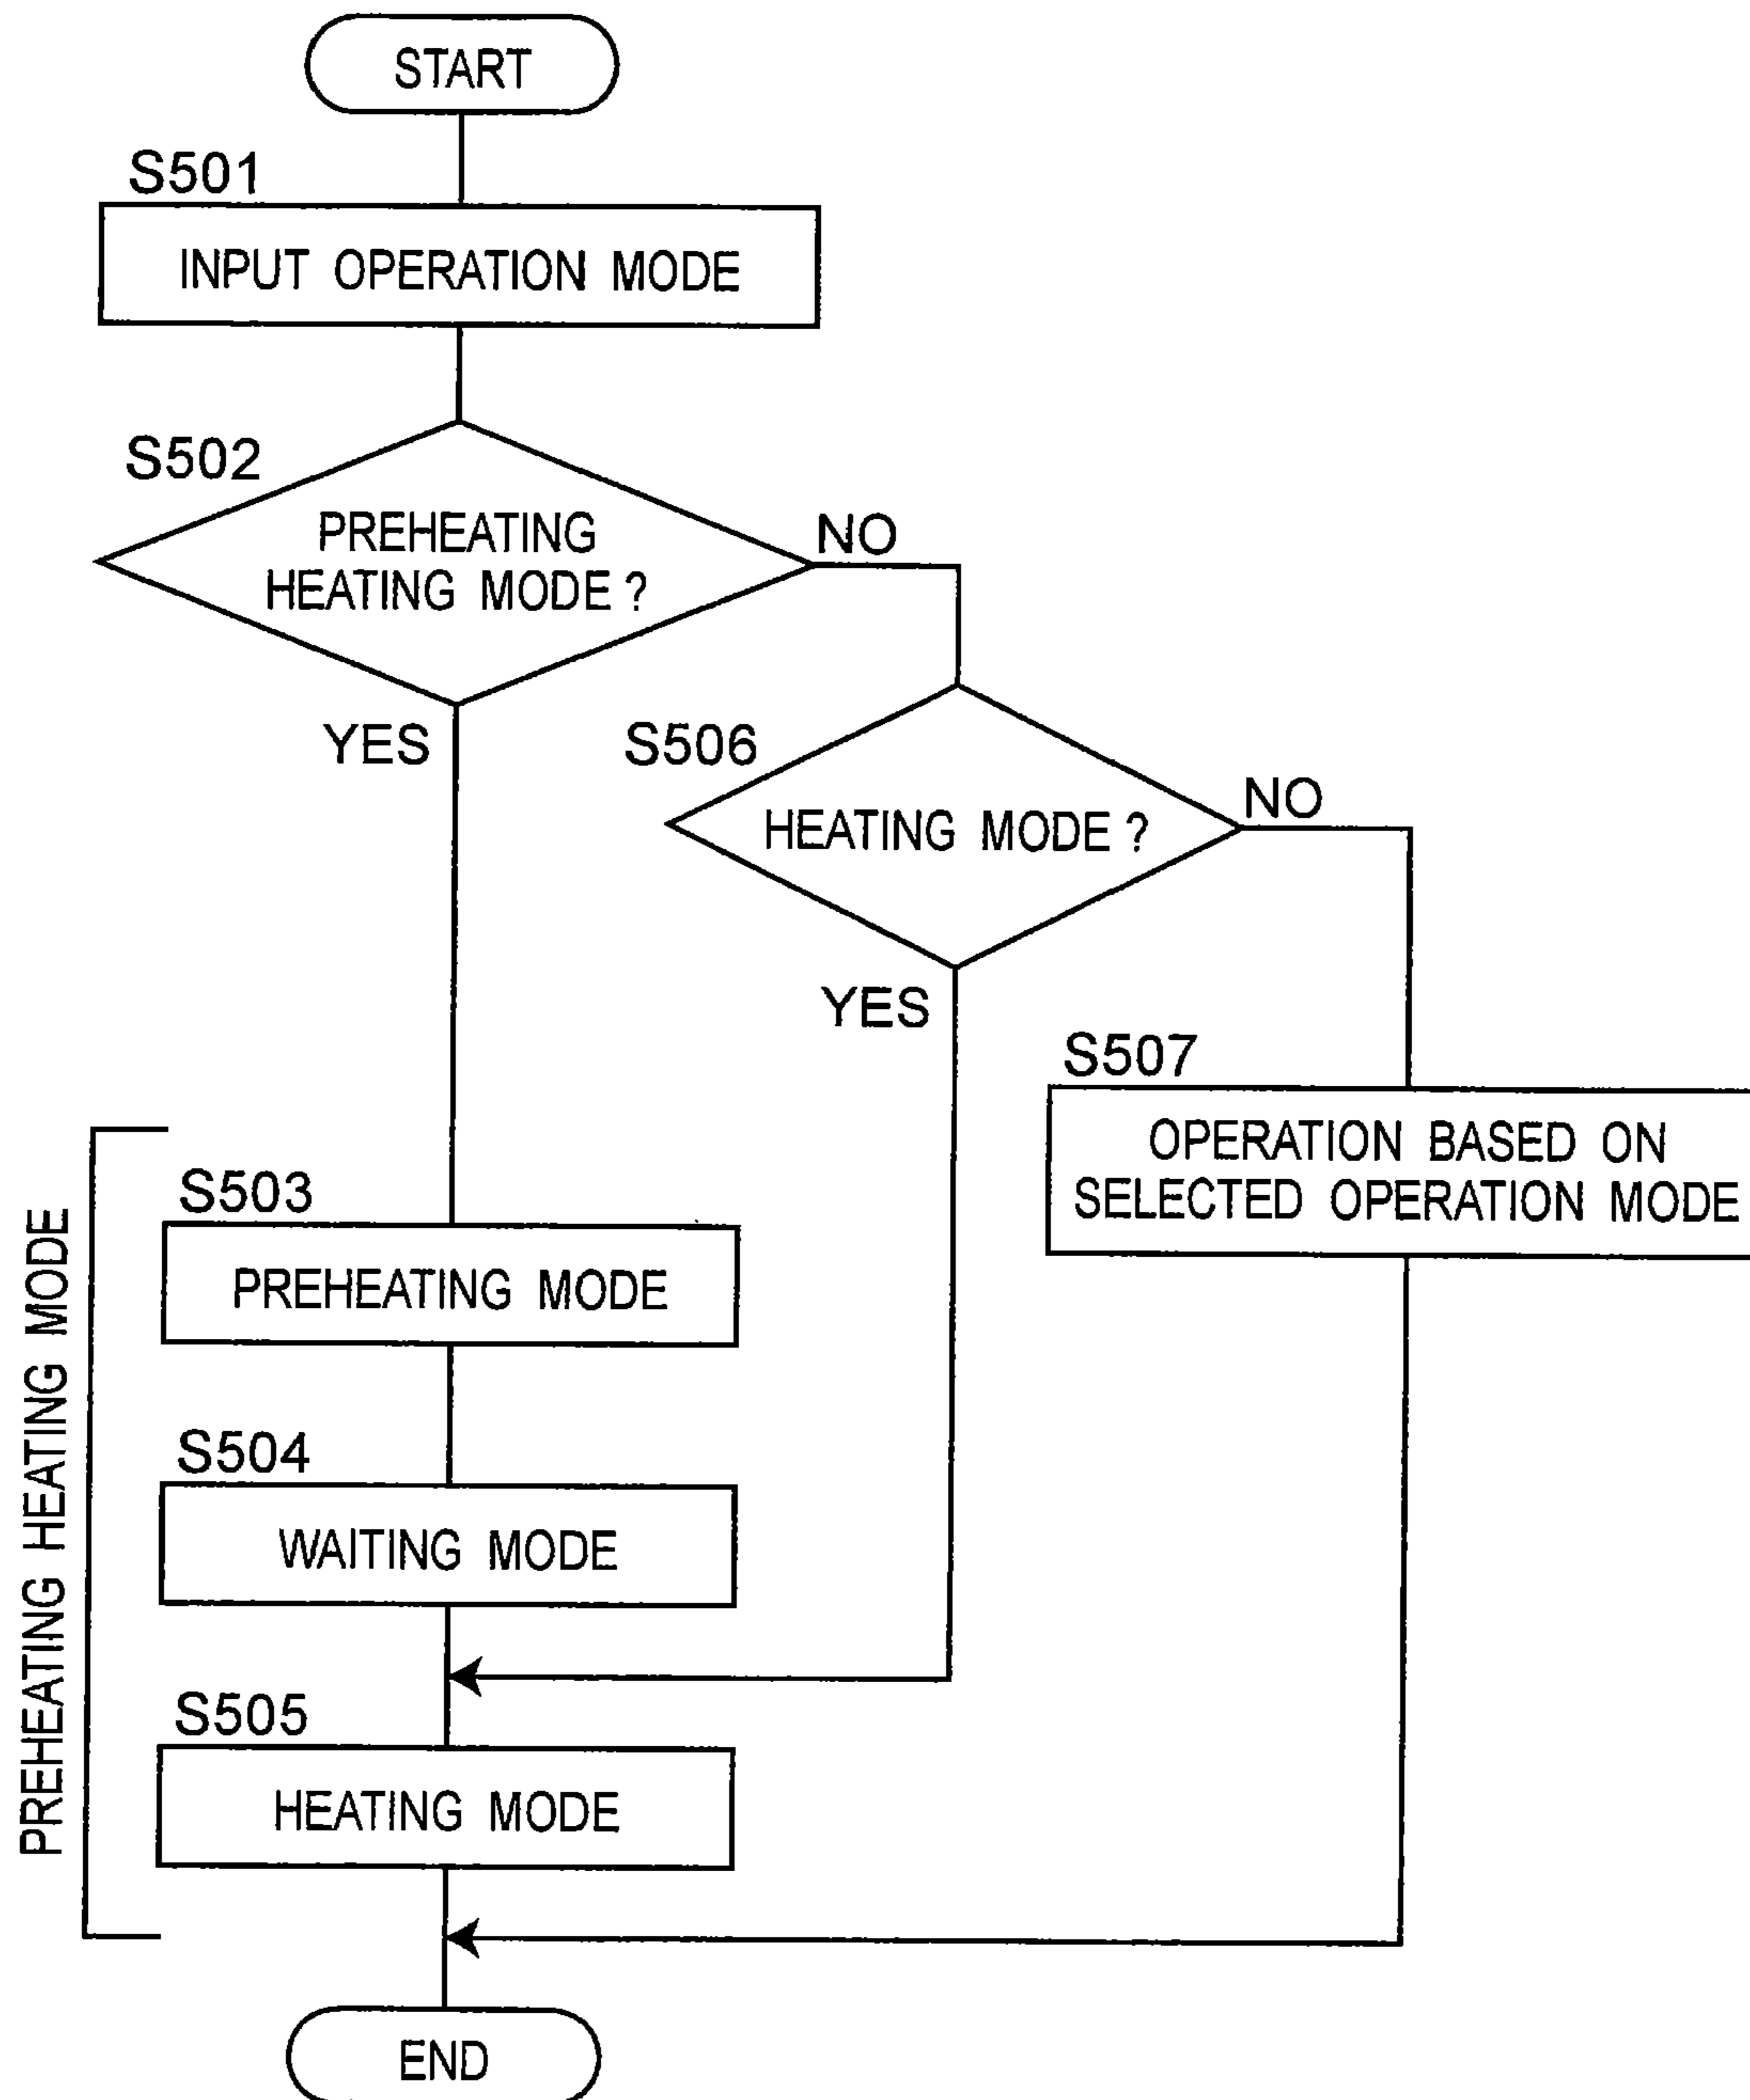 START
S501
INPUT OPERATION MODE
S502
PREHEATING
HEATING MODE ?
NO
YES
S506
HEATING MODE ?
NO
YES
S507
OPERATION BASED ON
SELECTED OPERATION MODE
PREHEATING HEATING MODE
S503
PREHEATING MODE
S504
WAITING MODE
S505
HEATING MODE
END